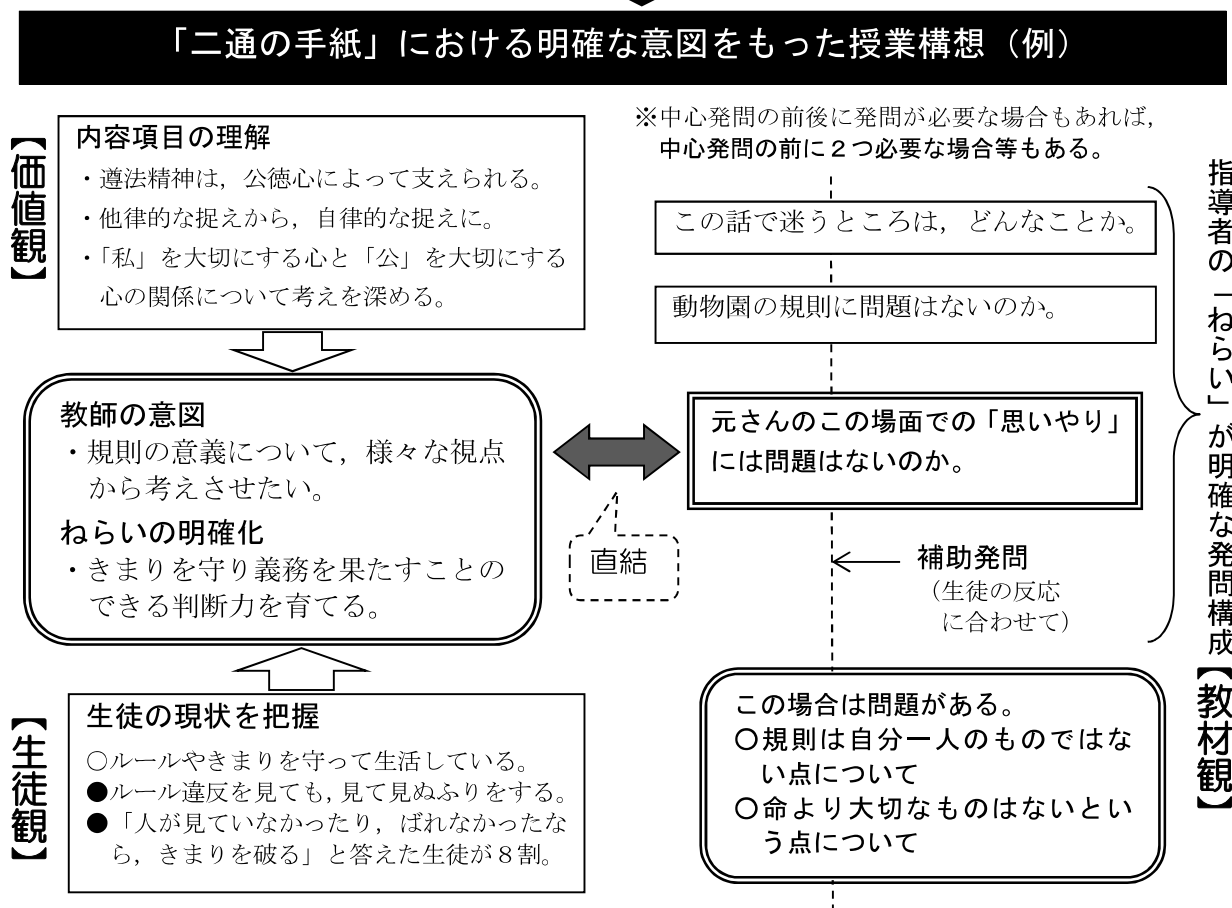 「二通の手紙」における明確な意図をもった授業構想（例）
【価値観】
内容項目の理解
・遵法精神は，公徳心によって支えられる。
・他律的な捉えから，自律的な捉えに。
・「私」を大切にする心と「公」を大切にする
心の関係について考えを深める。
教師の意図
・規則の意義について，様々な視点
から考えさせたい。
ねらいの明確化
・きまりを守り義務を果たすことの
できる判断力を育てる。
【生徒観】
生徒の現状を把握
○ルールやきまりを守って生活している。
●ルール違反を見ても，見て見ぬふりをする。
●「人が見ていなかったり，ばれなかったな
ら，きまりを破る」と答えた生徒が８割。
直結
※中心発問の前後に発問が必要な場合もあれば，
中心発問の前に２つ必要な場合等もある。
この話で迷うところは，どんなことか。
動物園の規則に問題はないのか。
元さんのこの場面での「思いやり」
には問題はないのか。
補助発問
（生徒の反応
に合わせて）
この場合は問題がある。
○規則は自分一人のものではな
い点について
○命より大切なものはないとい
う点について
指導者の「ねらい」が明確な発問構成
【教材観】